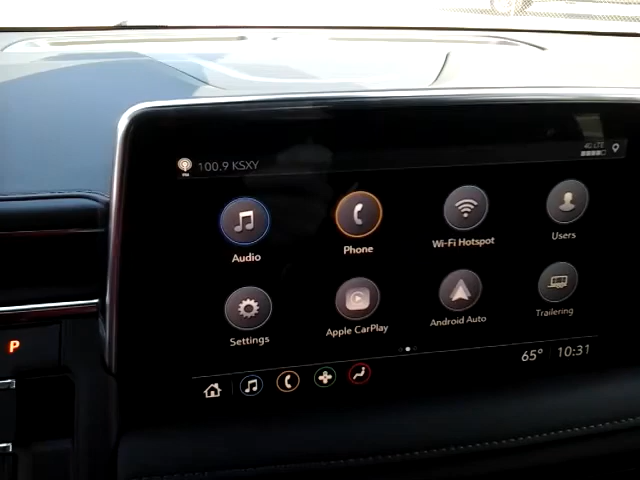 100.9 KSXY
4G LTE
Audio
Phone
Wi-Fi Hotspot
Users
Settings
Apple CarPlay
Android Auto
Trailering
65° 10:31
P